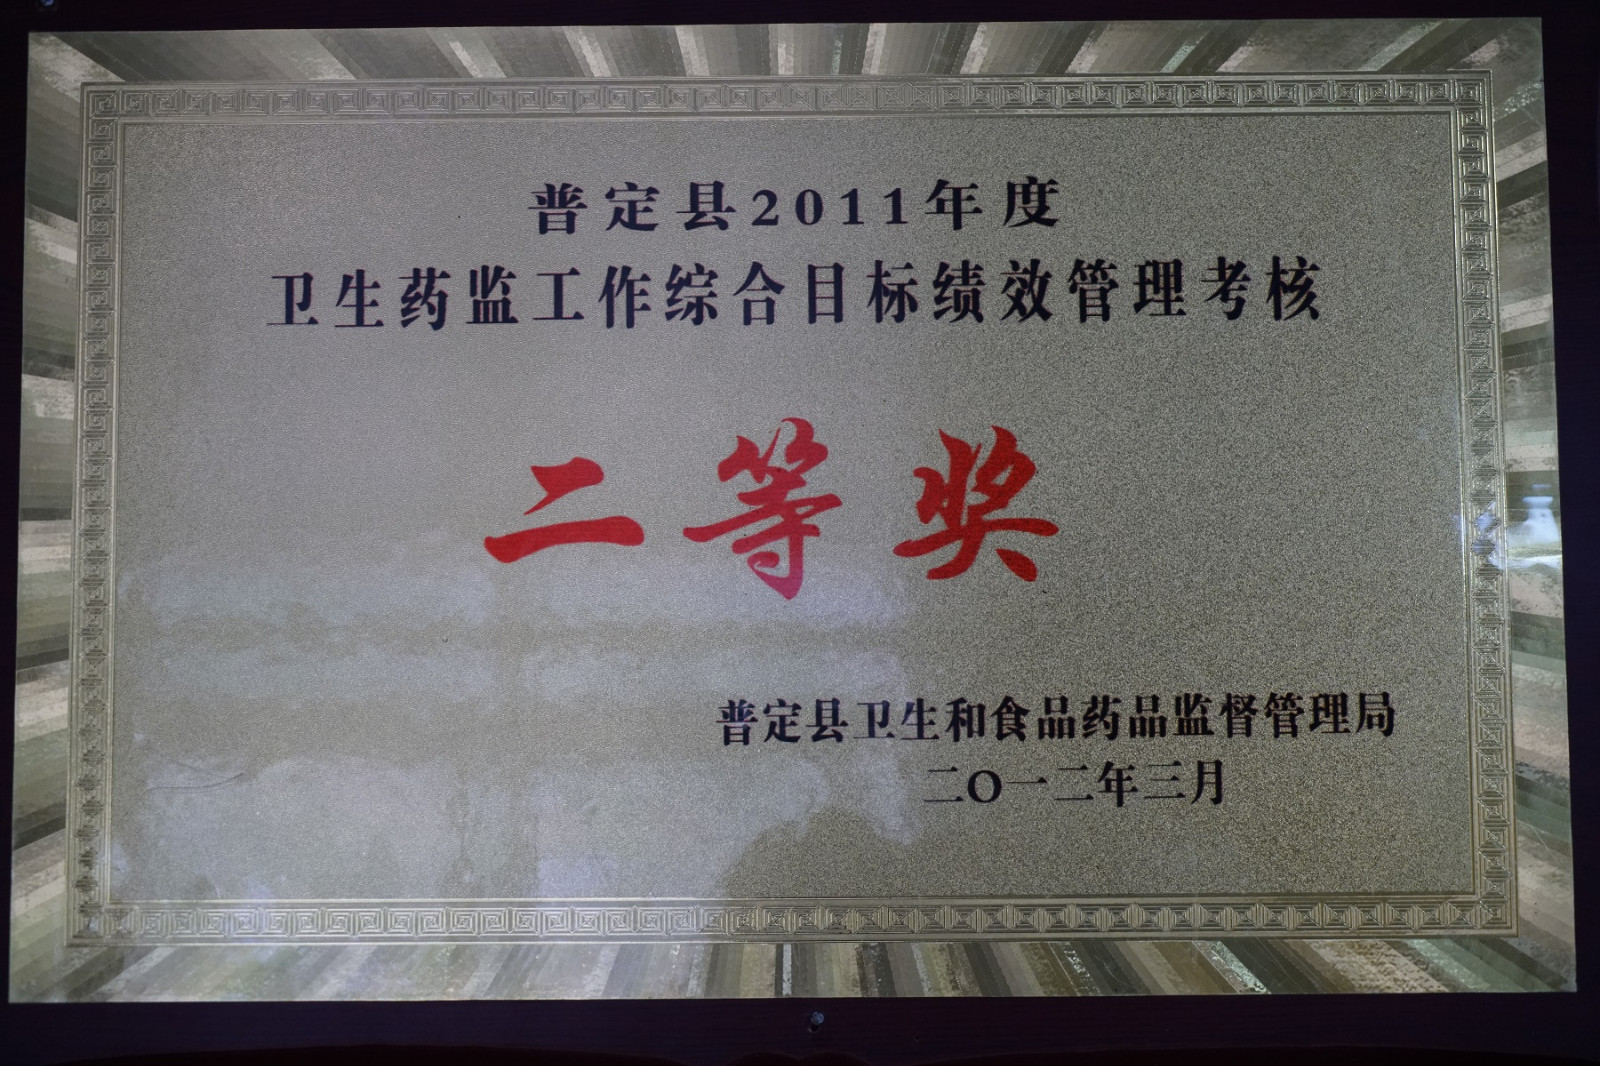 普定县2011年度
卫生药监工作综合目标绩效管理考核
二等奖
普定县卫生和食品药品监督管理局
二〇一二年三月